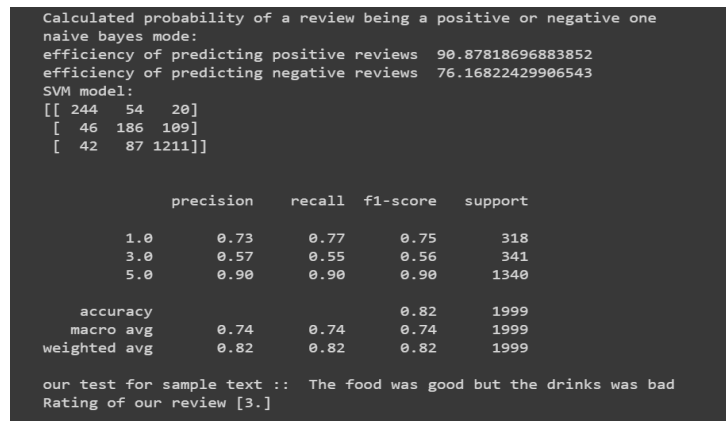 Calculated probability of a review being a positive or negative one
naive bayes mode:
efficiency of predicting positive reviews  90.87818696883852
efficiency of predicting negative reviews  76.16822429906543
SVM model:
[[ 244   54   20]
 [  46  186  109]
 [  42   87 1211]]
              precision    recall  f1-score   support
         1.0       0.73      0.77      0.75       318
         3.0       0.57      0.55      0.56       341
         5.0       0.90      0.90      0.90      1340
    accuracy                           0.82      1999
   macro avg       0.74      0.74      0.74      1999
weighted avg       0.82      0.82      0.82      1999
our test for sample text ::  The food was good but the drinks was bad
Rating of our review [3.]